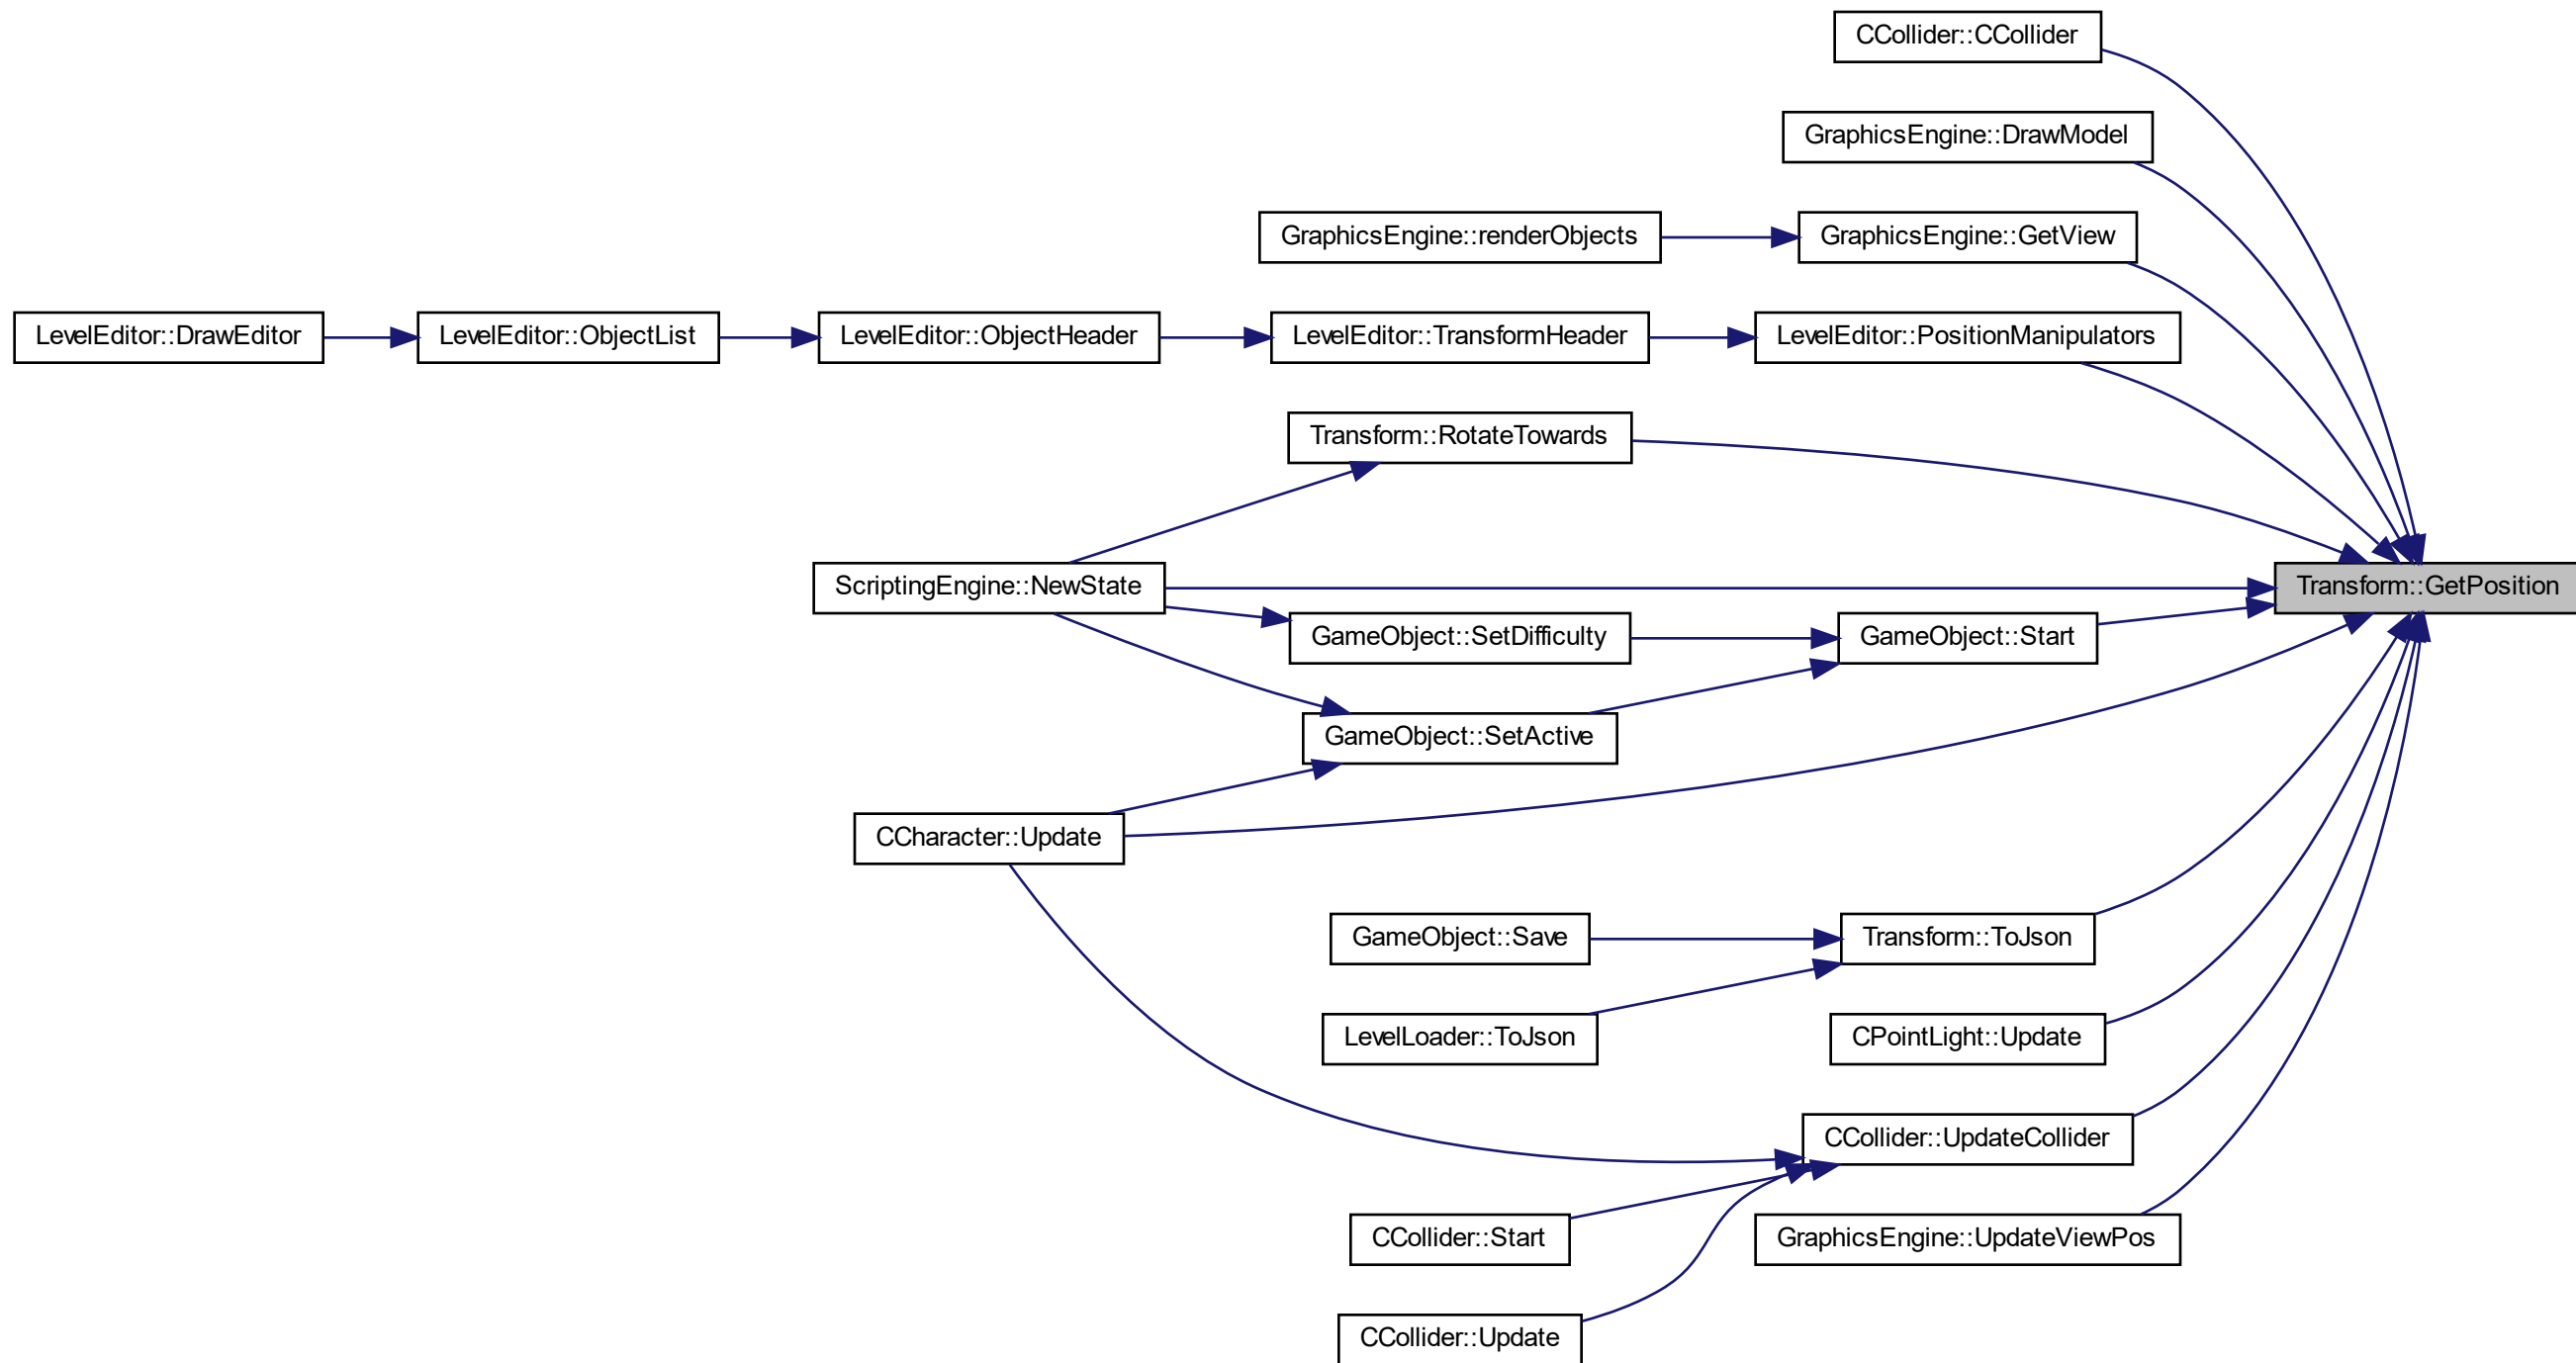 CCollider::CCollider
GraphicsEngine::DrawModel
GraphicsEngine::renderObjects
GraphicsEngine::GetView
LevelEditor::DrawEditor
LevelEditor::ObjectList
LevelEditor::ObjectHeader
LevelEditor::TransformHeader
LevelEditor::PositionManipulators
Transform::RotateTowards
ScriptingEngine::NewState
Transform::GetPosition
GameObject::SetDifficulty
GameObject::Start
GameObject::SetActive
CCharacter::Update
GameObject::Save
Transform::ToJson
LevelLoader::ToJson
CPointLight::Update
CCollider::UpdateCollider
CCollider::Start
GraphicsEngine::UpdateViewPos
CCollider::Update